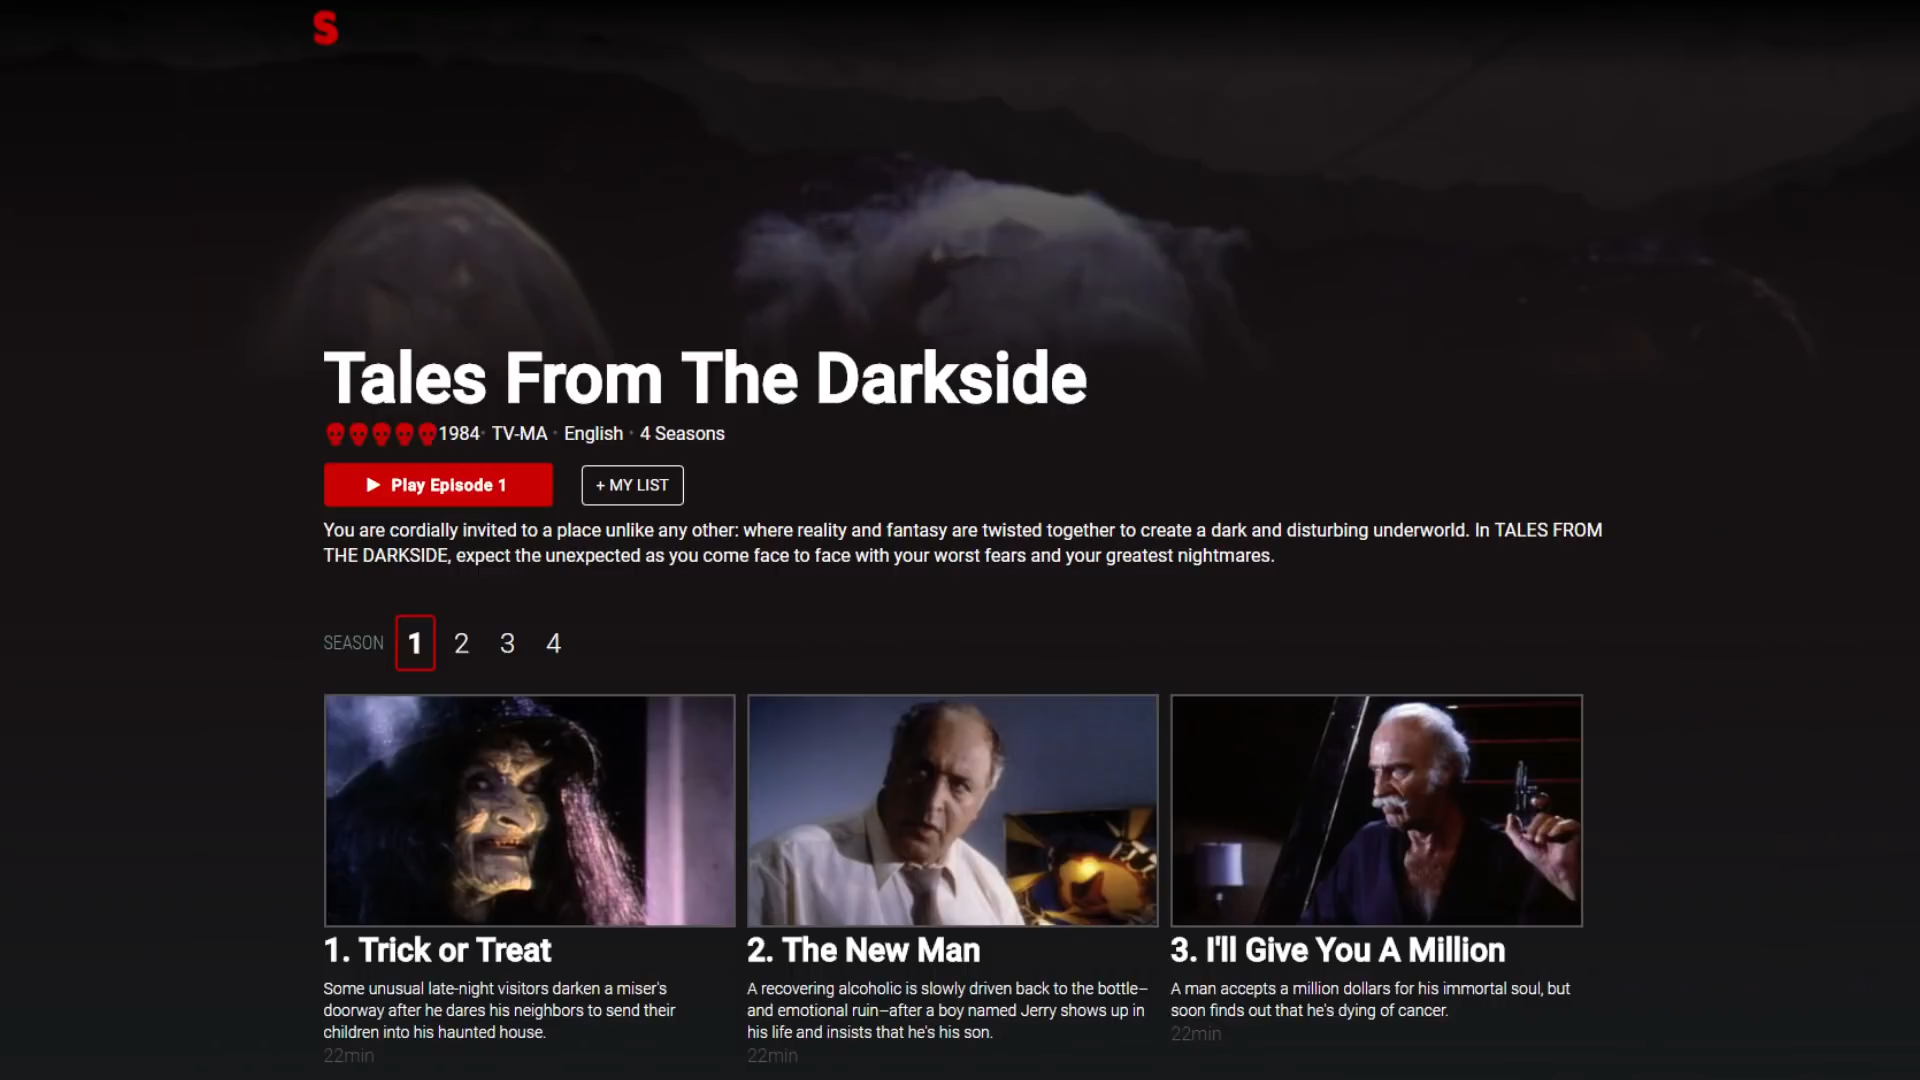 S
Tales From The Darkside
1984 · TV-MA · English · 4 Seasons
Play Episode 1
+ MY LIST
You are cordially invited to a place unlike any other: where reality and fantasy are twisted together to create a dark and disturbing underworld. In TALES FROM
THE DARKSIDE, expect the unexpected as you come face to face with your worst fears and your greatest nightmares.
SEASON 1 2 3 4
1. Trick or Treat
Some unusual late-night visitors darken a miser's
doorway after he dares his neighbors to send their
children into his haunted house.
22min
2. The New Man
A recovering alcoholic is slowly driven back to the bottle–
and emotional ruin–after a boy named Jerry shows up in
his life and insists that he's his son.
22min
3. I'll Give You A Million
A man accepts a million dollars for his immortal soul, but
soon finds out that he's dying of cancer.
22min